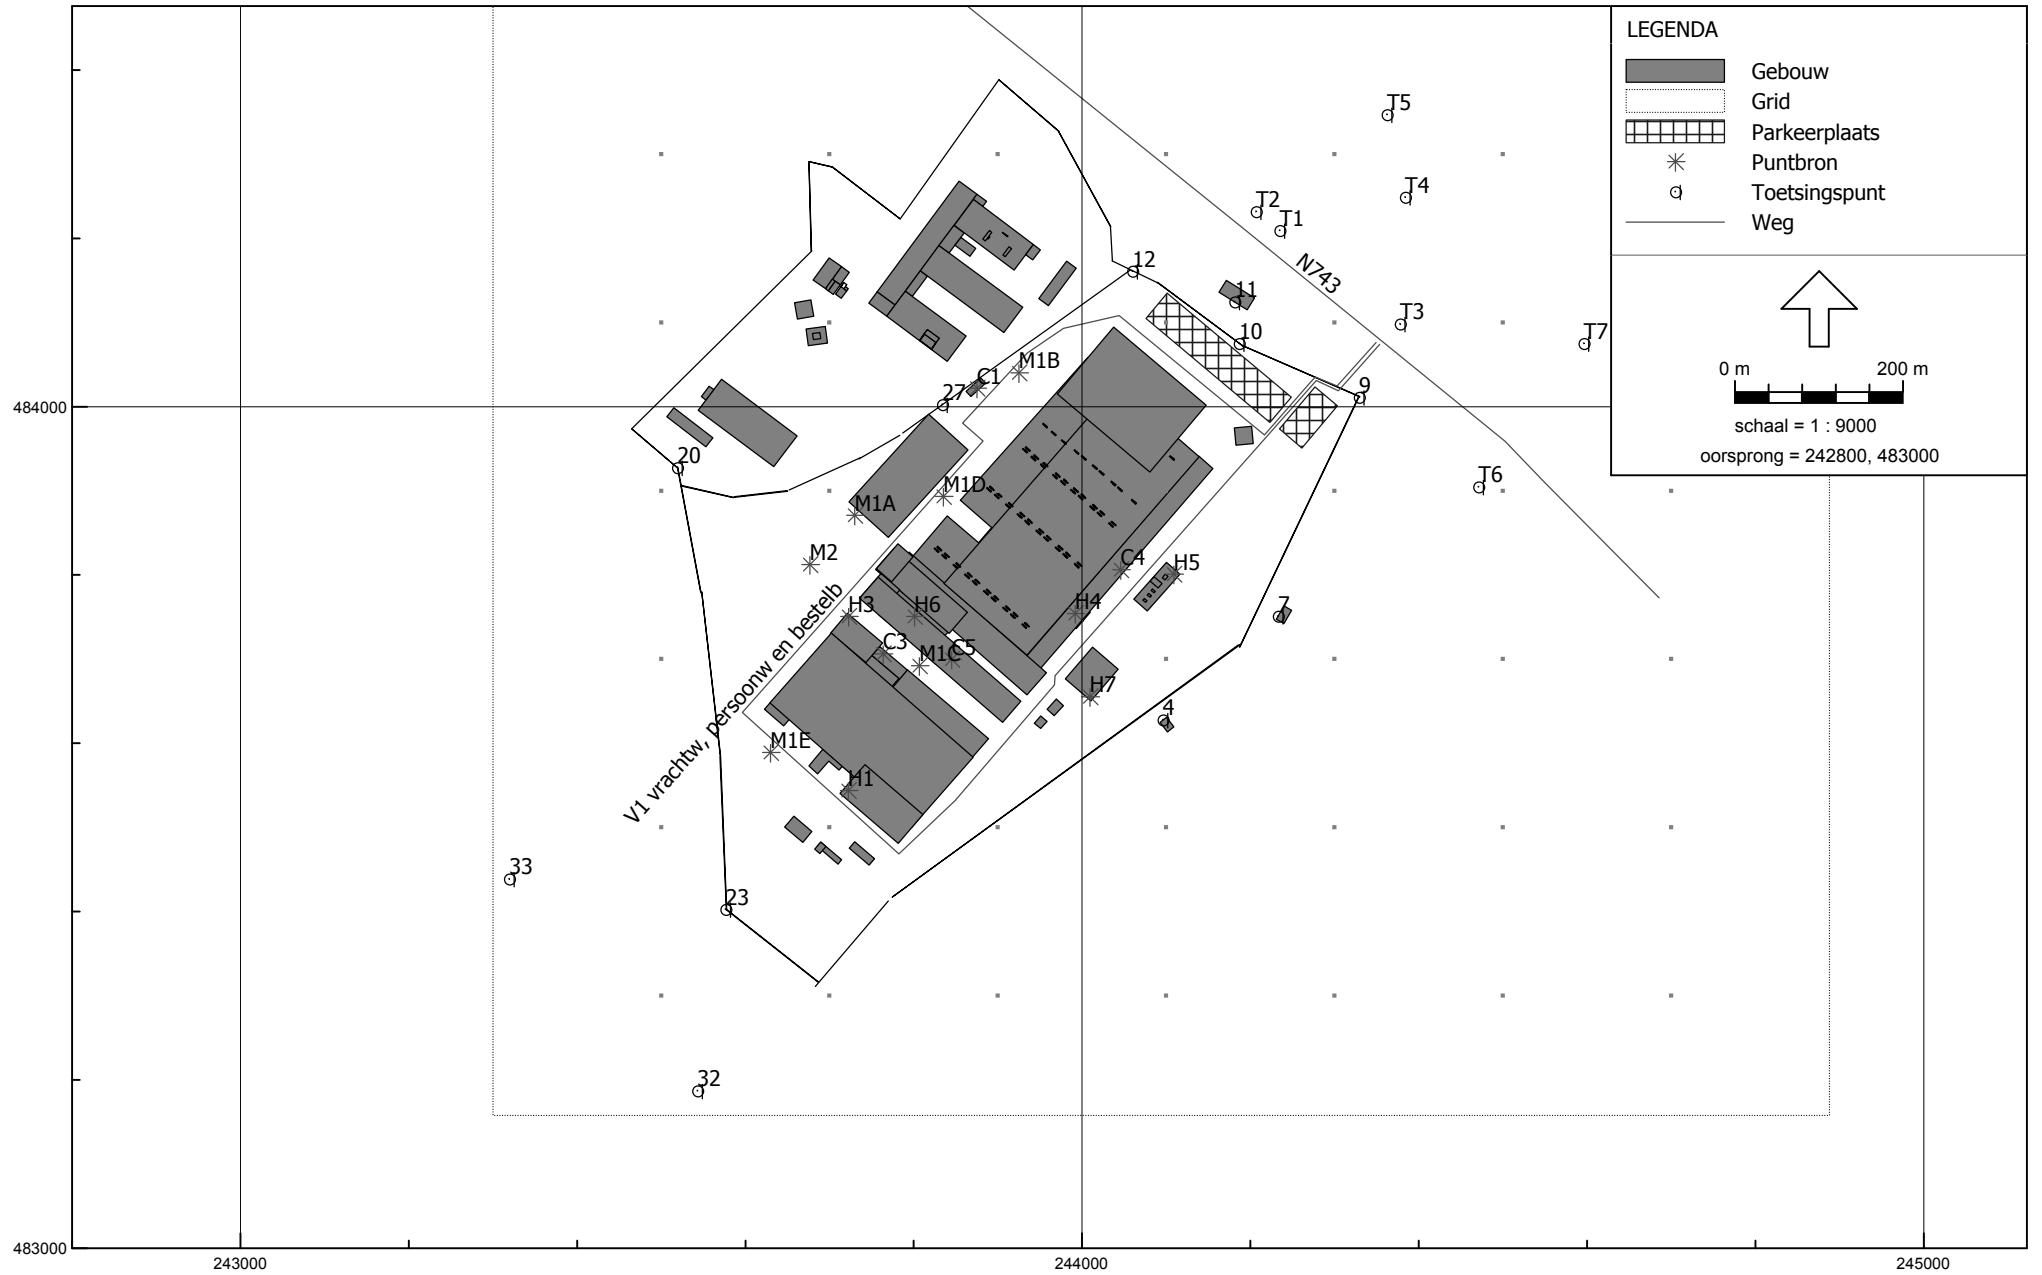 LEGENDA
Gebouw
Grid
Parkeerplaats
Puntbron
Toetsingspunt
Weg
0 m 200 m
schaal = 1 : 9000
oorsprong = 242800, 483000
T5
T4
T2
T1
N743
12
11
T3
10
T7
M1B
C1
27
9
484000
20
T6
M1D
M1A
M2
C4
H5
H3
H6
H4
7
V1 vrachtw, persoonw en bestelb
C3
M1C
C5
H7
4
M1E
H1
33
23
32
483000
243000
244000
245000